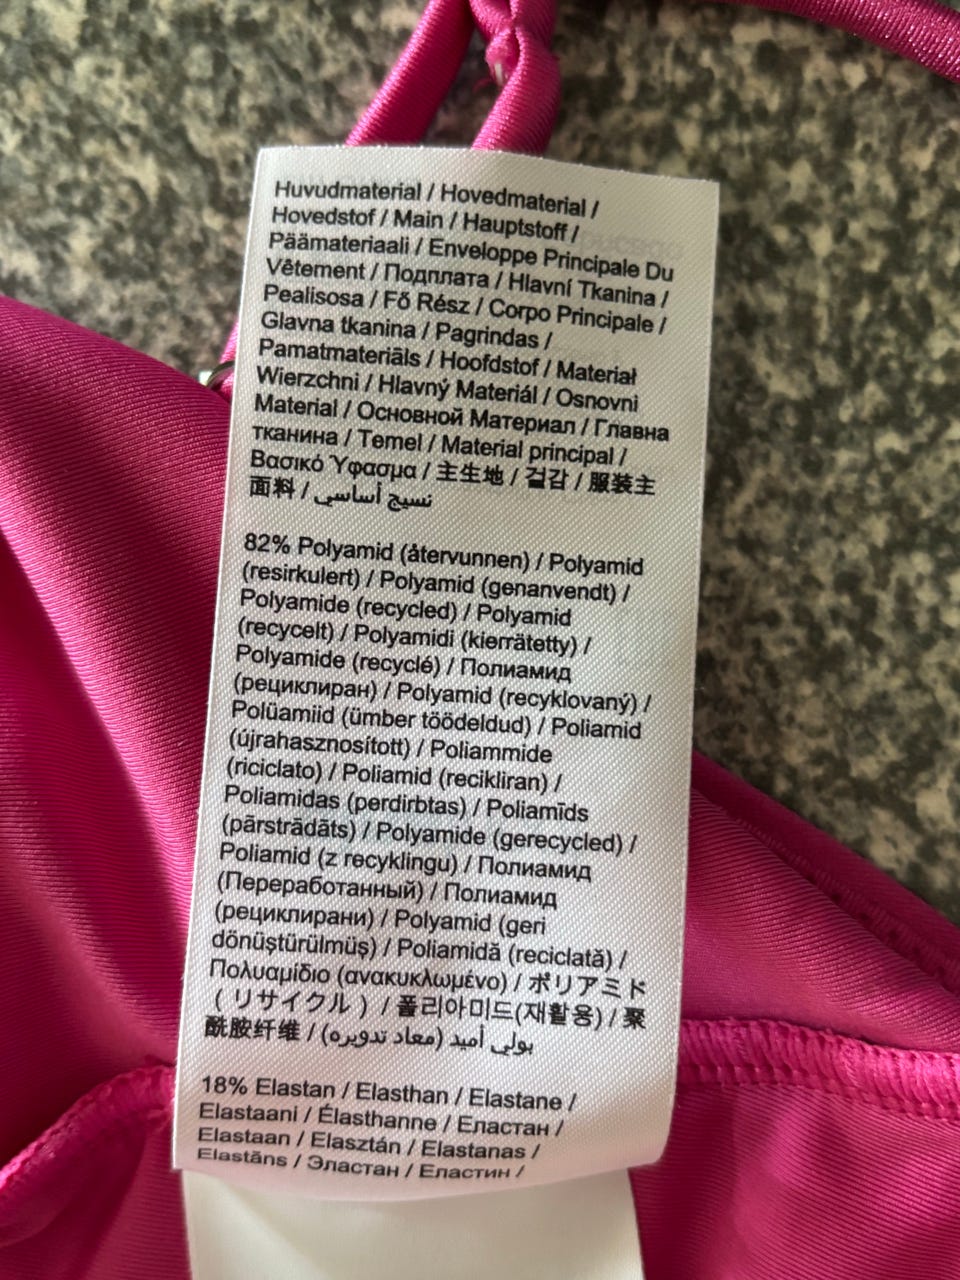 Huvudmaterial / Hovedmaterial /
Hovedstof / Main / Hauptstoff /
Päämateriaali / Enveloppe Principale Du
Vêtement / Подплата / Hlavní Tkanina /
Pealisosa / Fő Rész / Corpo Principale /
Glavna tkanina / Pagrindas /
Pamatmateriāls / Hoofdstof / Materiał
Wierzchni / Hlavný Materiál / Osnovni
Material / Основной Материал / Главна
тканина / Temel / Material principal /
Βασικό Ύφασμα / 主生地 / 겉감 / 服装主
面料 / نسيج أساسي
82% Polyamid (återvunnen) / Polyamid
(resirkulert) / Polyamid (genanvendt) /
Polyamide (recycled) / Polyamid
(recycelt) / Polyamidi (kierrätetty) /
Polyamide (recyclé) / Полиамид
(рециклиран) / Polyamid (recyklovaný) /
Polüamiid (ümber töödeldud) / Poliamid
(újrahasznosított) / Poliammide
(riciclato) / Poliamid (recikliran) /
Poliamidas (perdirbtas) / Poliamīds
(pārstrādāts) / Polyamide (gerecycled) /
Poliamid (z recyklingu) / Полиамид
(Переработанный) / Полиамид
(рециклирани) / Polyamid (geri
dönüştürülmüş) / Poliamidă (reciclată) /
Πολυαμίδιο (ανακυκλωμένο) / ポリアミド
（リサイクル） / 폴리아미드(재활용) / 聚
酰胺纤维 / بولي أميد (معاد تدويره)
18% Elastan / Elasthan / Elastane /
Elastaani / Élasthanne / Еластан /
Elastaan / Elasztán / Elastanas /
Elastāns / Эластан / Еластин /